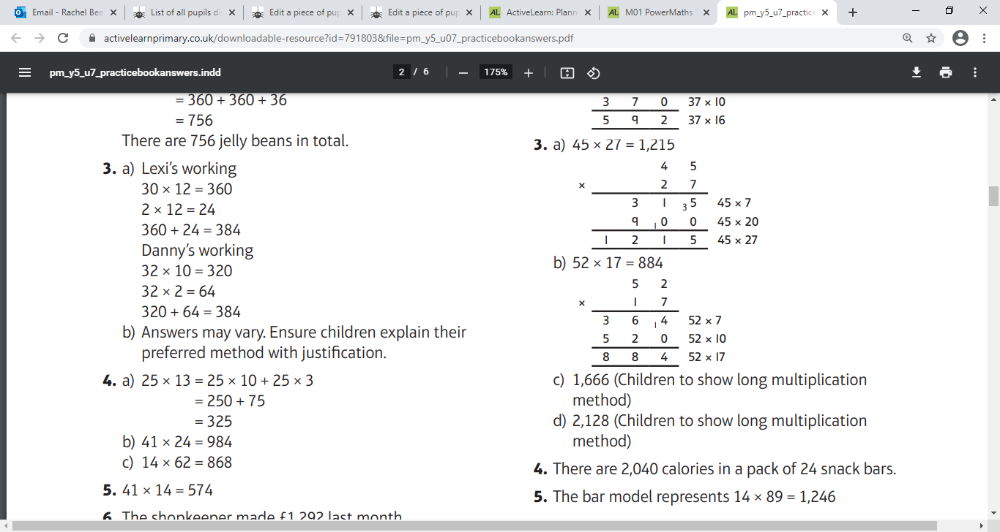 Email - Rachel Bea
List of all pupils di
Edit a piece of pup
Edit a piece of pup
ActiveLearn: Plann
M01 PowerMaths
pm_y5_u7_practice
activelearnprimary.co.uk/downloadable-resource?id=791803&file=pm_y5_u07_practicebookanswers.pdf
pm_y5_u7_practicebookanswers.indd
2 / 6
175%
= 360 + 360 + 36
= 756
There are 756 jelly beans in total.
3. a) Lexi's working
30 × 12 = 360
2 × 12 = 24
360 + 24 = 384
Danny's working
32 × 10 = 320
32 × 2 = 64
320 + 64 = 384
b) Answers may vary. Ensure children explain their
preferred method with justification.
4. a) 25 × 13 = 25 × 10 + 25 × 3
= 250 + 75
= 325
b) 41 × 24 = 984
c) 14 × 62 = 868
5. 41 × 14 = 574
6. The shopkeeper made £1,292 last month.
3 7 0 37 × 10
5 9 2 37 × 16
3. a) 45 × 27 = 1,215
4 5
× 2 7
3 1 3 5 45 × 7
9 1 0 0 45 × 20
1 2 1 5 45 × 27
b) 52 × 17 = 884
5 2
× 1 7
3 6 1 4 52 × 7
5 2 0 52 × 10
8 8 4 52 × 17
c) 1,666 (Children to show long multiplication
method)
d) 2,128 (Children to show long multiplication
method)
4. There are 2,040 calories in a pack of 24 snack bars.
5. The bar model represents 14 × 89 = 1,246